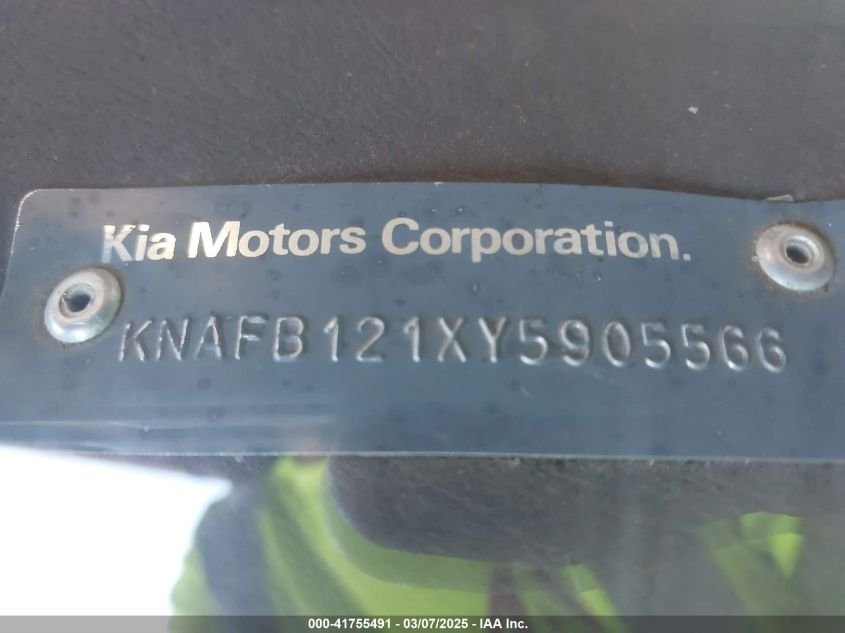 Kia Motors Corporation.
KNAFB121XY5905566
000-41755491 - 03/07/2025 - IAA Inc.